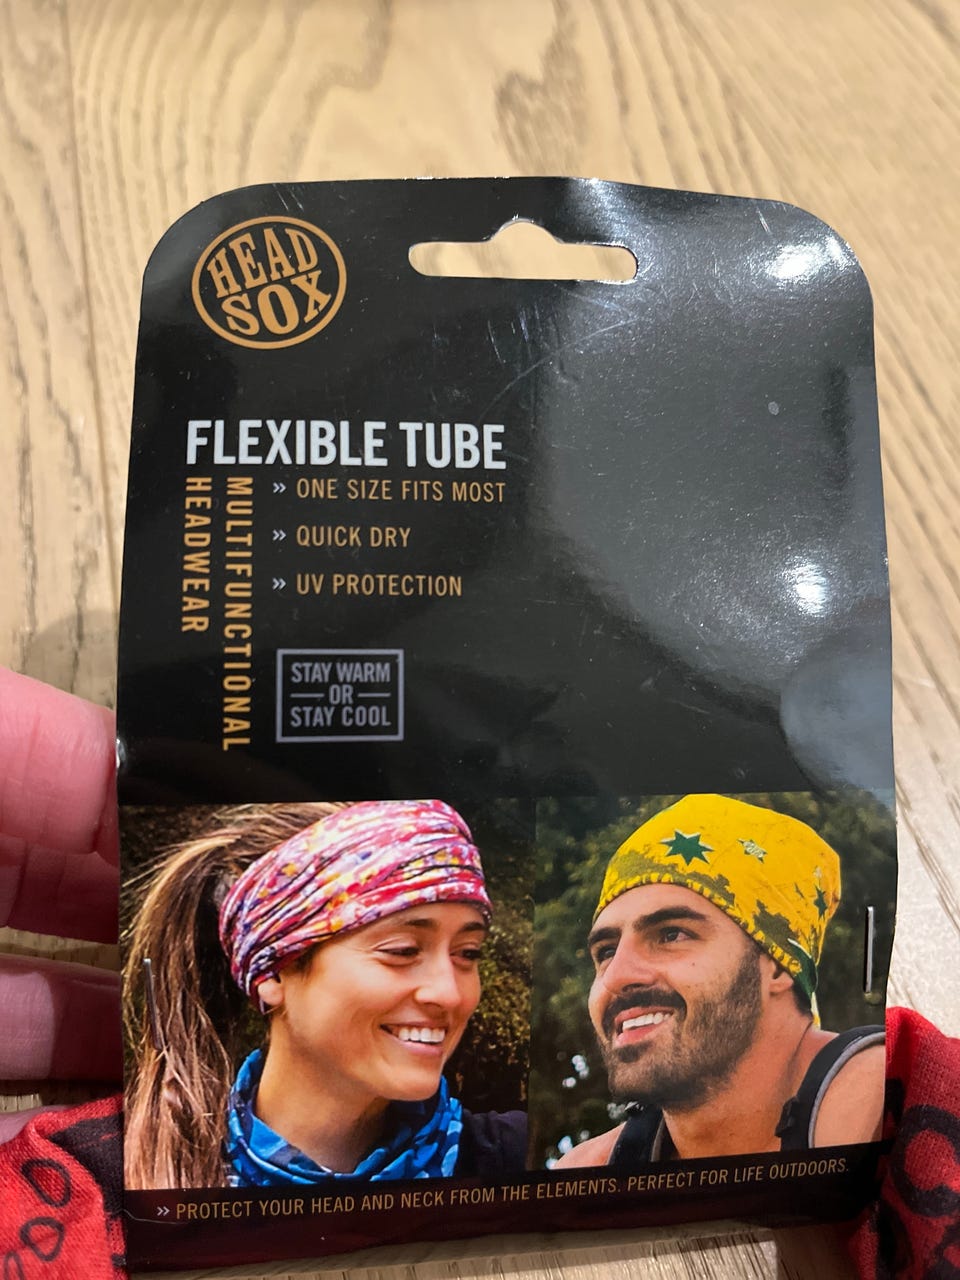 HEAD
SOX
FLEXIBLE TUBE
MULTIFUNCTIONAL
HEADWEAR
» ONE SIZE FITS MOST
» QUICK DRY
» UV PROTECTION
STAY WARM
— OR —
STAY COOL
» PROTECT YOUR HEAD AND NECK FROM THE ELEMENTS. PERFECT FOR LIFE OUTDOORS.